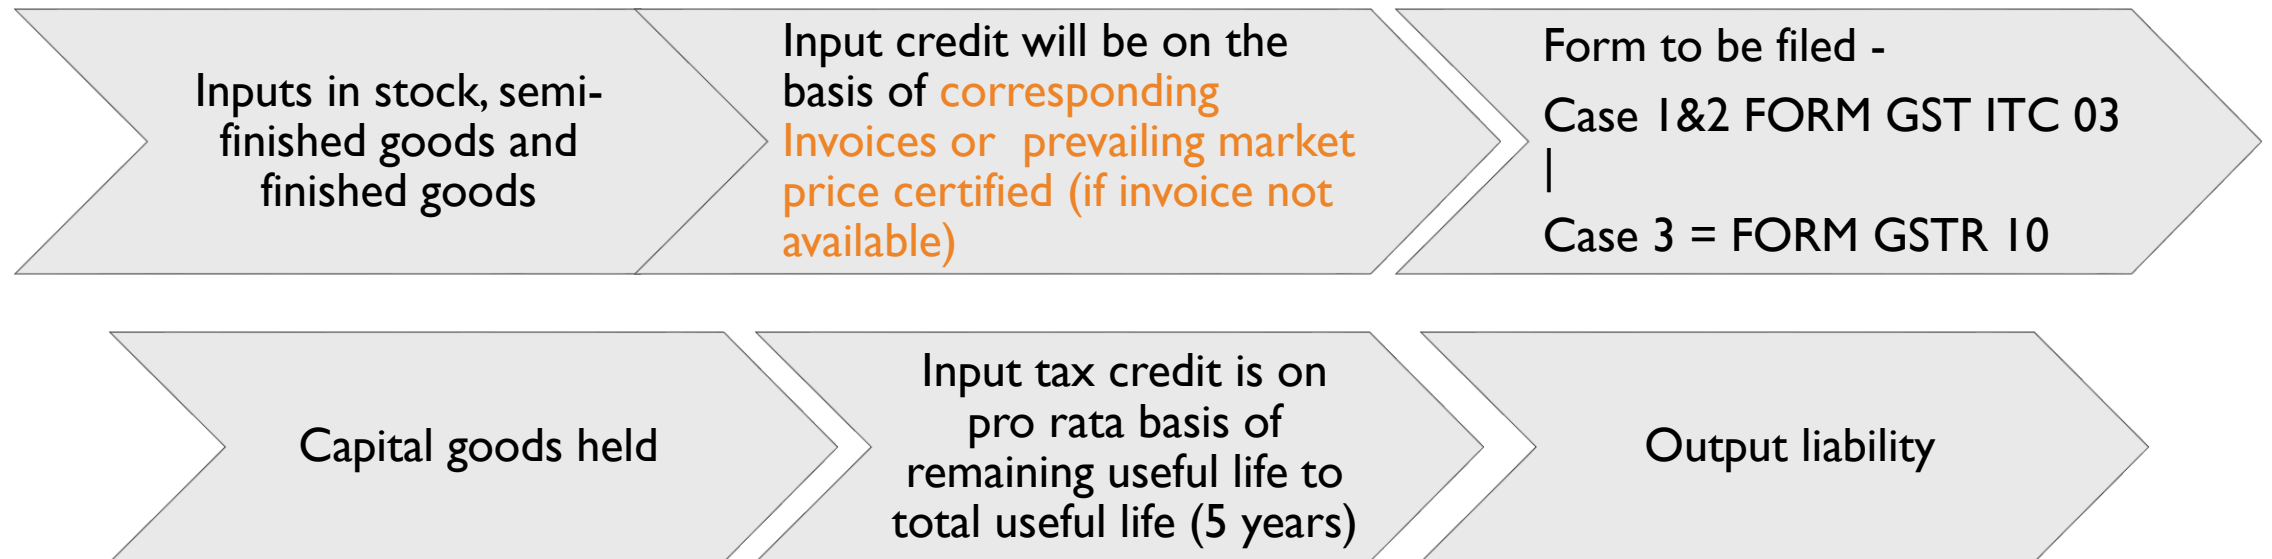 Inputs in stock, semi-
finished goods and
finished goods
Input credit will be on the
basis of corresponding
Invoices or prevailing market
price certified (if invoice not
available)
Form to be filed -
Case 1&2 FORM GST ITC 03
|
Case 3 = FORM GSTR 10
Capital goods held
Input tax credit is on
pro rata basis of
remaining useful life to
total useful life (5 years)
Output liability